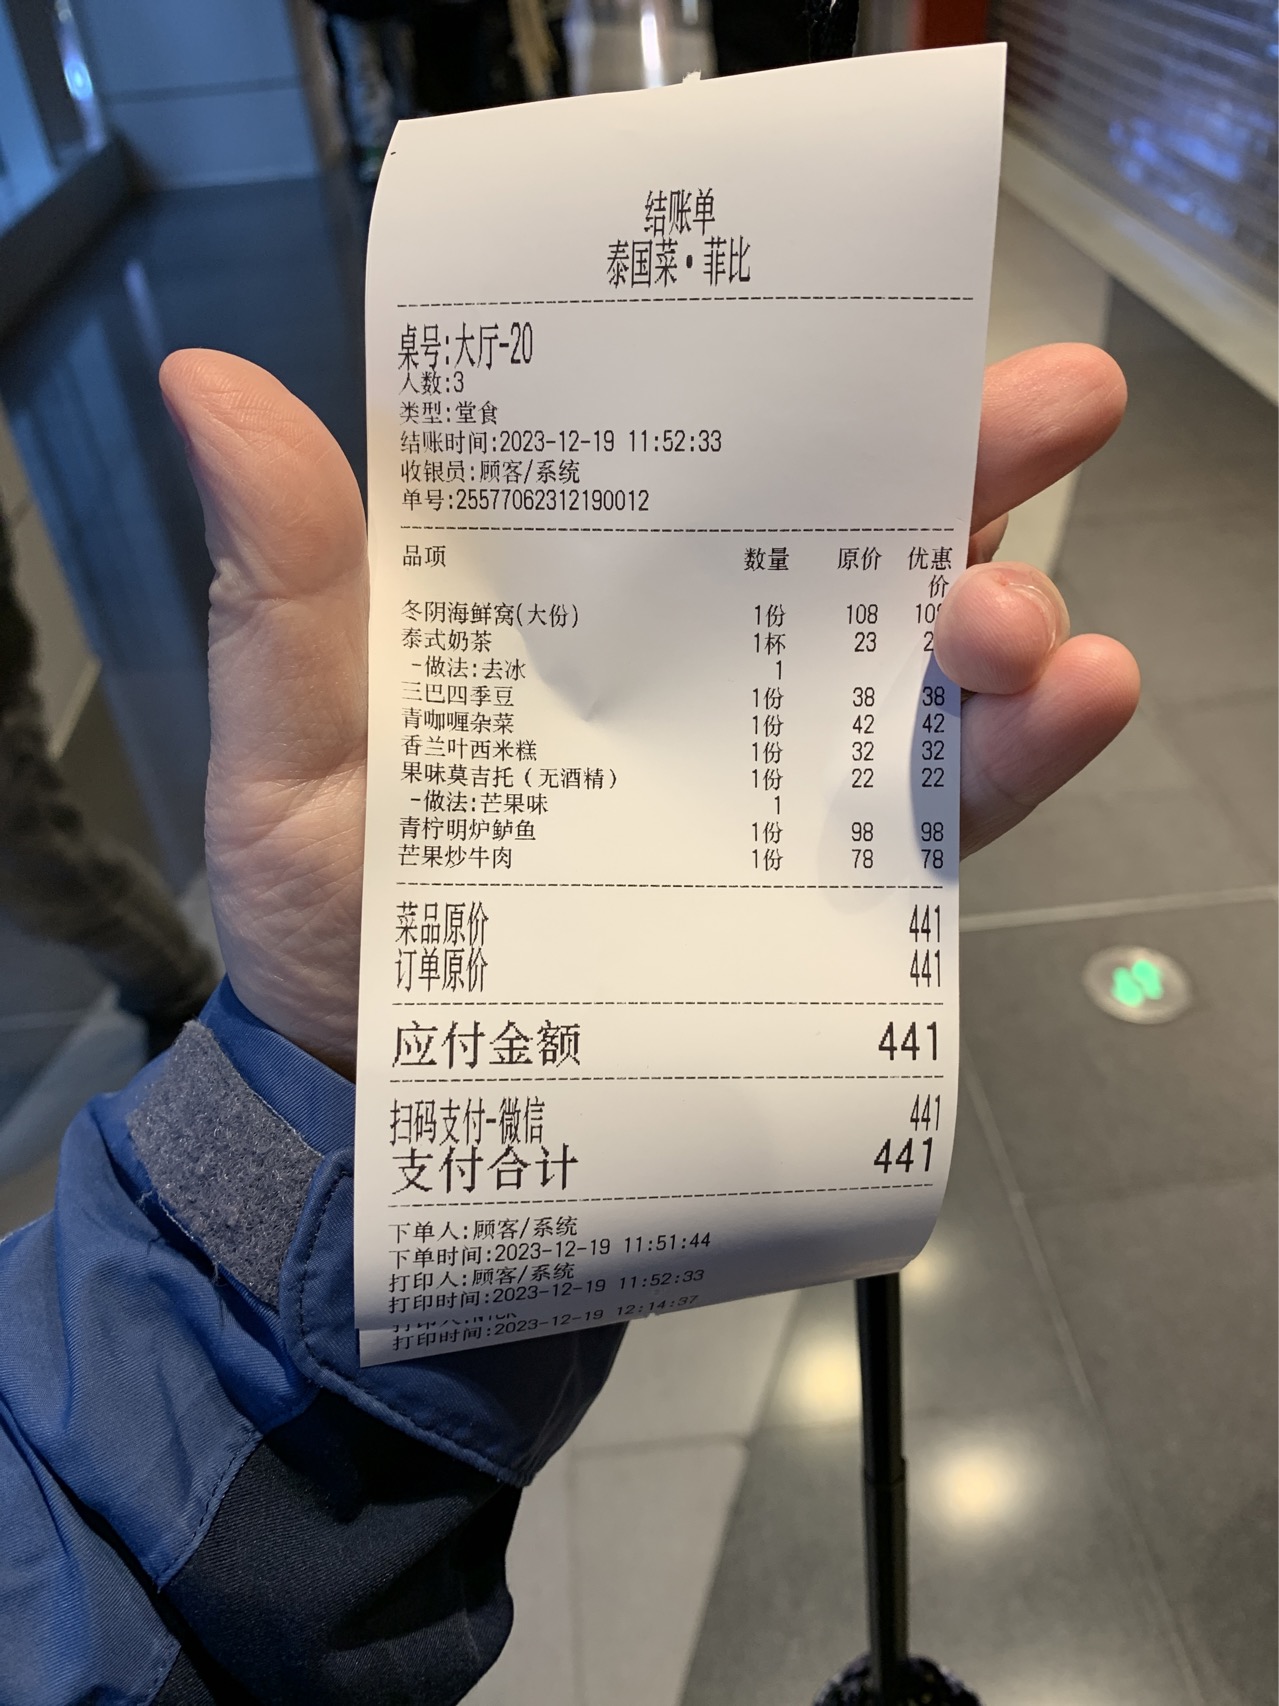 结账单
泰国菜•菲比
桌号:大厅-20
人数:3
类型:堂食
结账时间:2023-12-19 11:52:33
收银员:顾客/系统
单号:25577062312190012
品项 数量 原价 优惠价
冬阴海鲜窝(大份) 1份 108 10
泰式奶茶 1杯 23 2
-做法:去冰 1
三巴四季豆 1份 38 38
青咖喱杂菜 1份 42 42
香兰叶西米糕 1份 32 32
果味莫吉托（无酒精） 1份 22 22
-做法:芒果味 1
青柠明炉鲈鱼 1份 98 98
芒果炒牛肉 1份 78 78
菜品原价 441
订单原价 441
应付金额 441
扫码支付-微信 441
支付合计 441
下单人:顾客/系统
下单时间:2023-12-19 11:51:44
打印人:顾客/系统
打印时间:2023-12-19 11:52:33
打印时间:2023-12-19 12:14:37